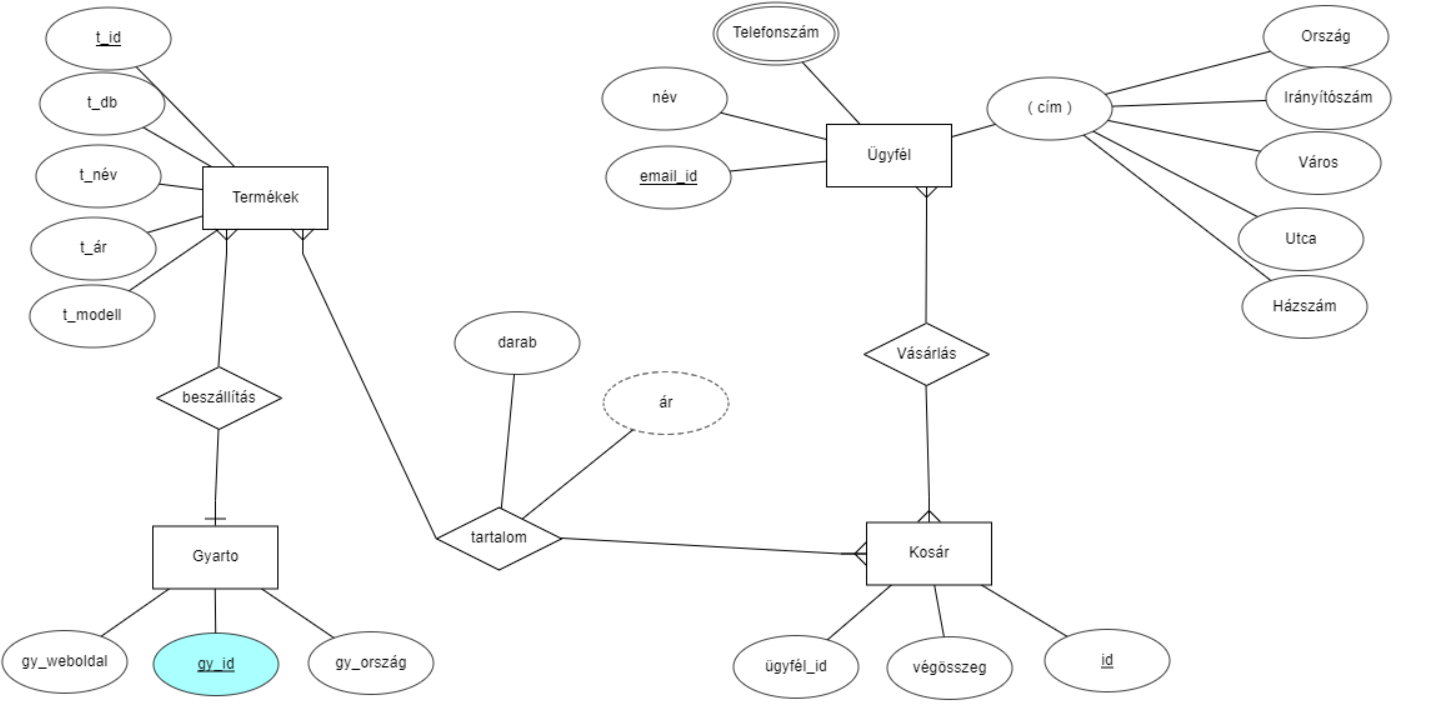 t_id
t_db
t_név
t_ár
t_modell
Termékek
beszállítás
Gyarto
gy_weboldal
gy_id
gy_ország
darab
ár
tartalom
Telefonszám
név
email_id
Ügyfél
( cím )
Ország
Irányítószám
Város
Utca
Házszám
Vásárlás
Kosár
ügyfél_id
végösszeg
id